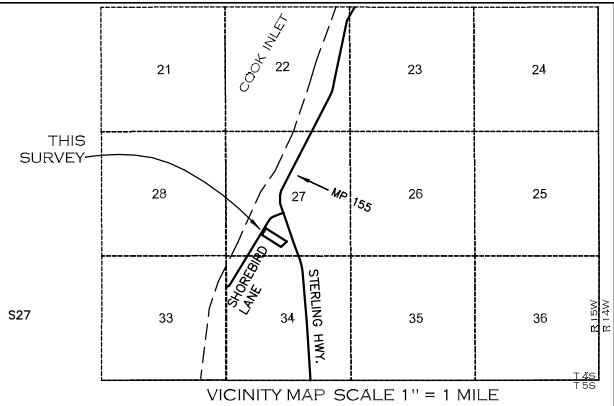 COOK INLET
21
22
23
24
THIS
SURVEY
28
27
MP 155
26
25
SHOREBIRD
LANE
STERLING HWY.
S27
33
34
35
36
R 15W
R 14W
T 4S
T 5S
VICINITY MAP SCALE 1" = 1 MILE